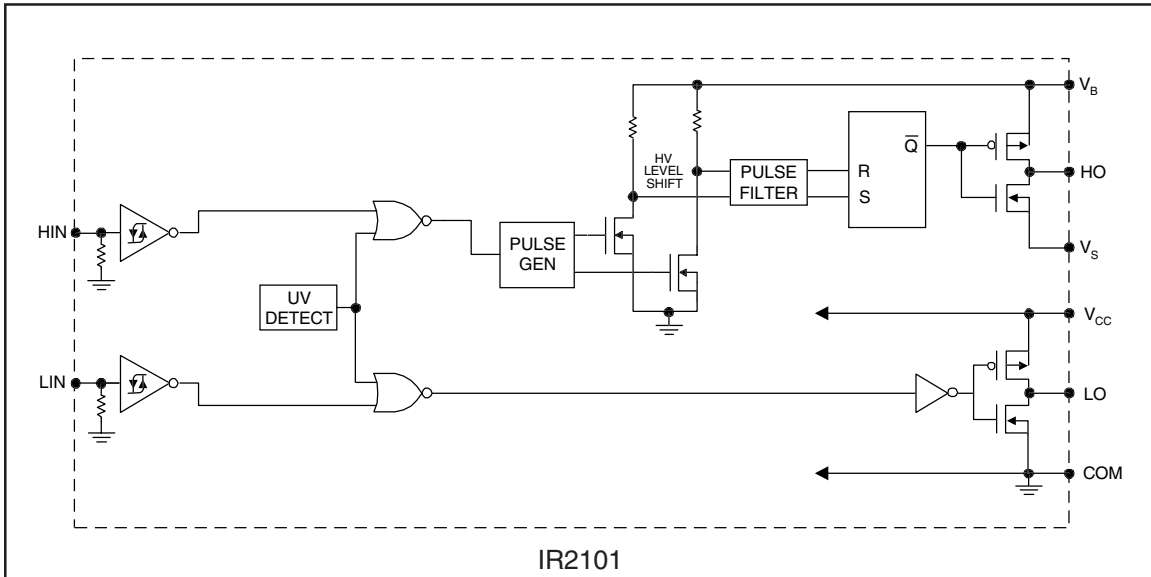 V_B
HV
LEVEL
SHIFT
Q̅
PULSE
FILTER
R
S
HO
HIN
PULSE
GEN
V_S
UV
DETECT
V_CC
LIN
LO
COM
IR2101